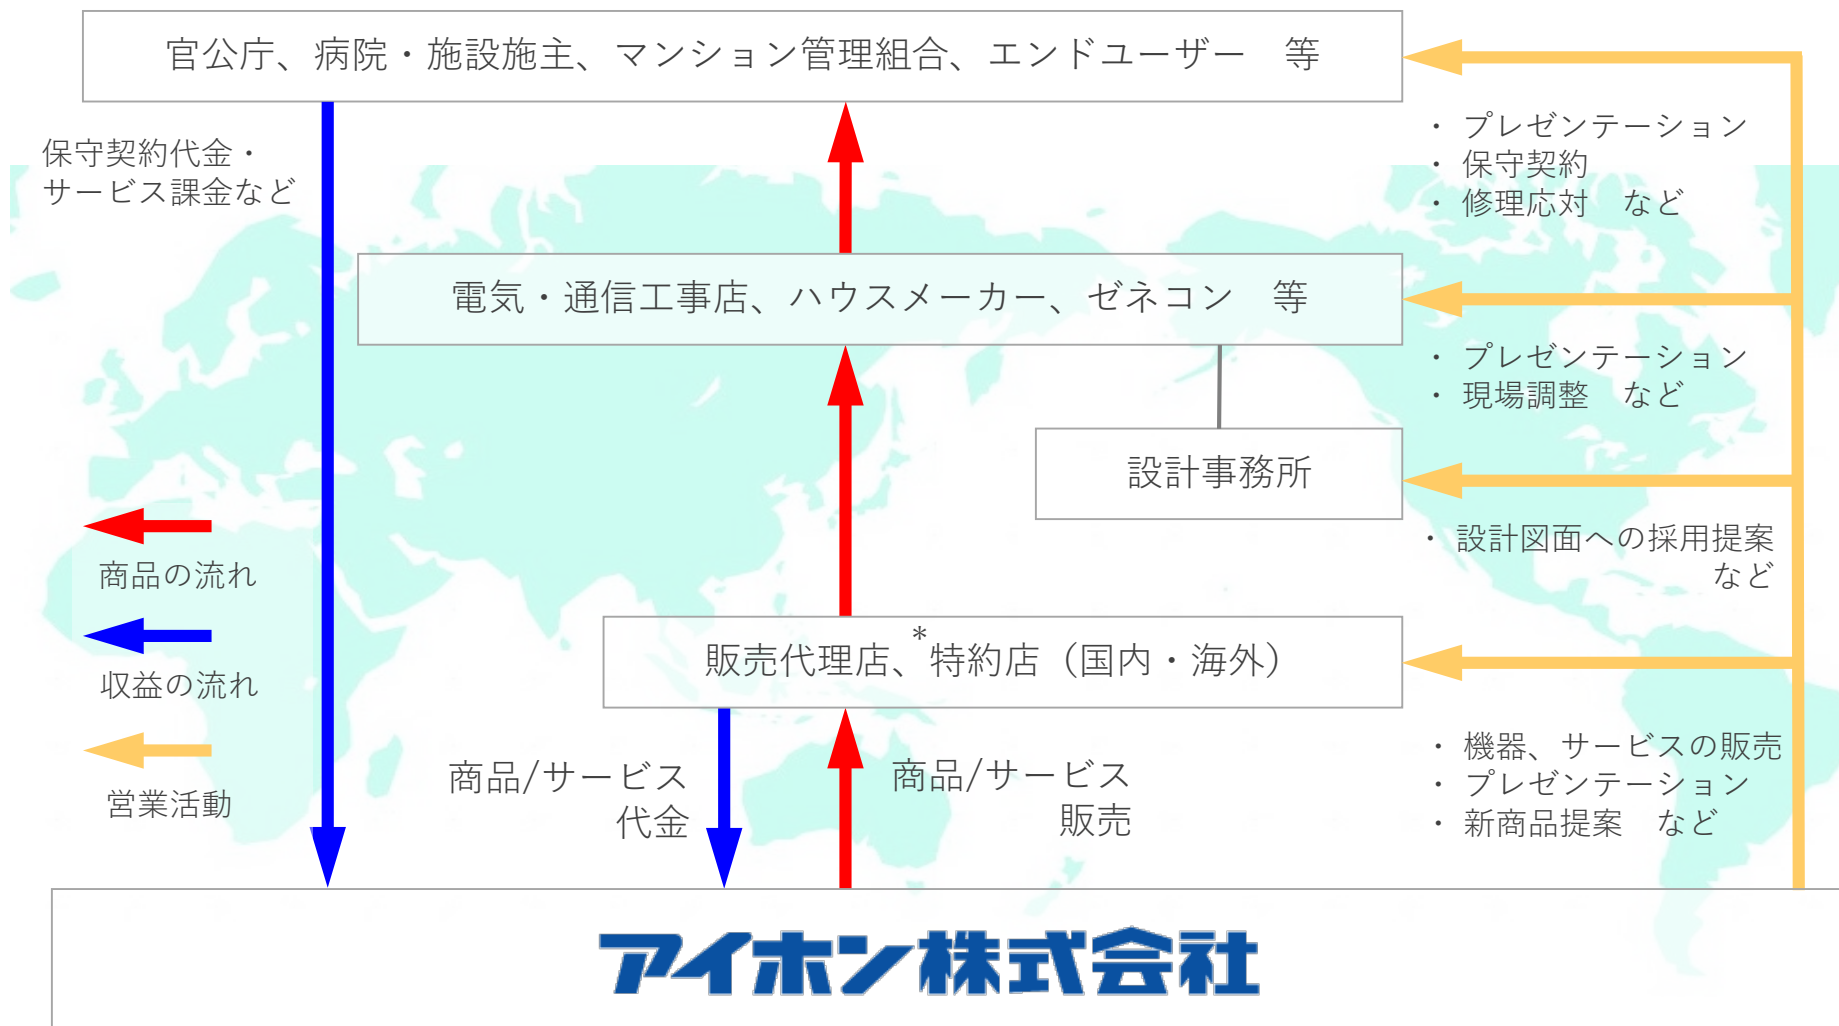 官公庁、病院・施設施主、マンション管理組合、エンドユーザー　等
保守契約代金・
サービス課金など
・ プレゼンテーション
・ 保守契約
・ 修理応対　など
電気・通信工事店、ハウスメーカー、ゼネコン　等
・ プレゼンテーション
・ 現場調整　など
設計事務所
・ 設計図面への採用提案
など
商品の流れ
収益の流れ
営業活動
販売代理店、*特約店（国内・海外）
商品/サービス
代金
商品/サービス
販売
・ 機器、サービスの販売
・ プレゼンテーション
・ 新商品提案　など
アイホン株式会社